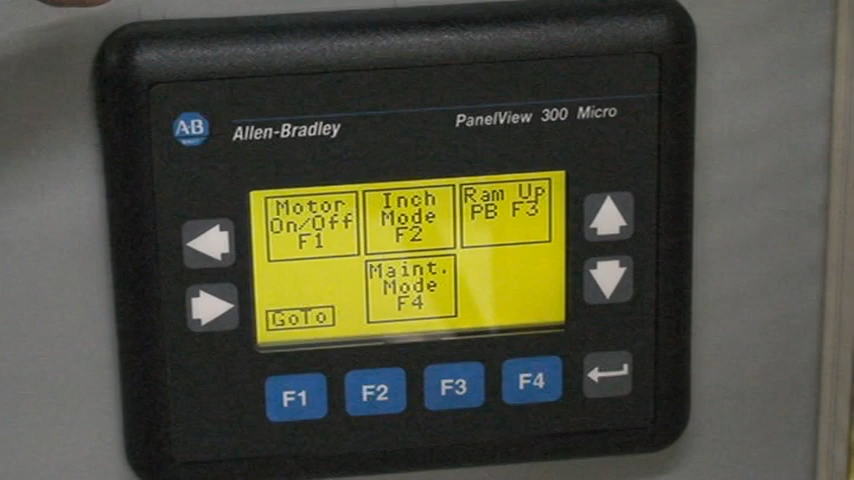 AB Allen-Bradley
PanelView 300 Micro
Motor
On/Off
F1
Inch
Mode
F2
Ram Up
PB F3
Maint.
Mode
F4
GoTo
F1 F2 F3 F4